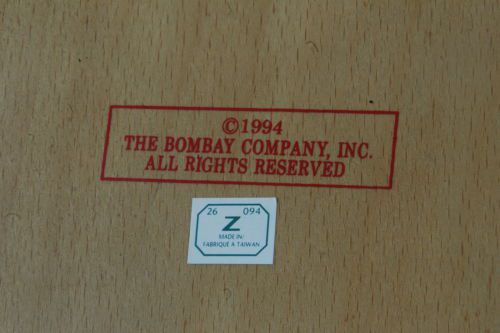 ©1994
THE BOMBAY COMPANY, INC.
ALL RIGHTS RESERVED
26 094
Z
MADE IN/
FABRIQUE A TAIWAN